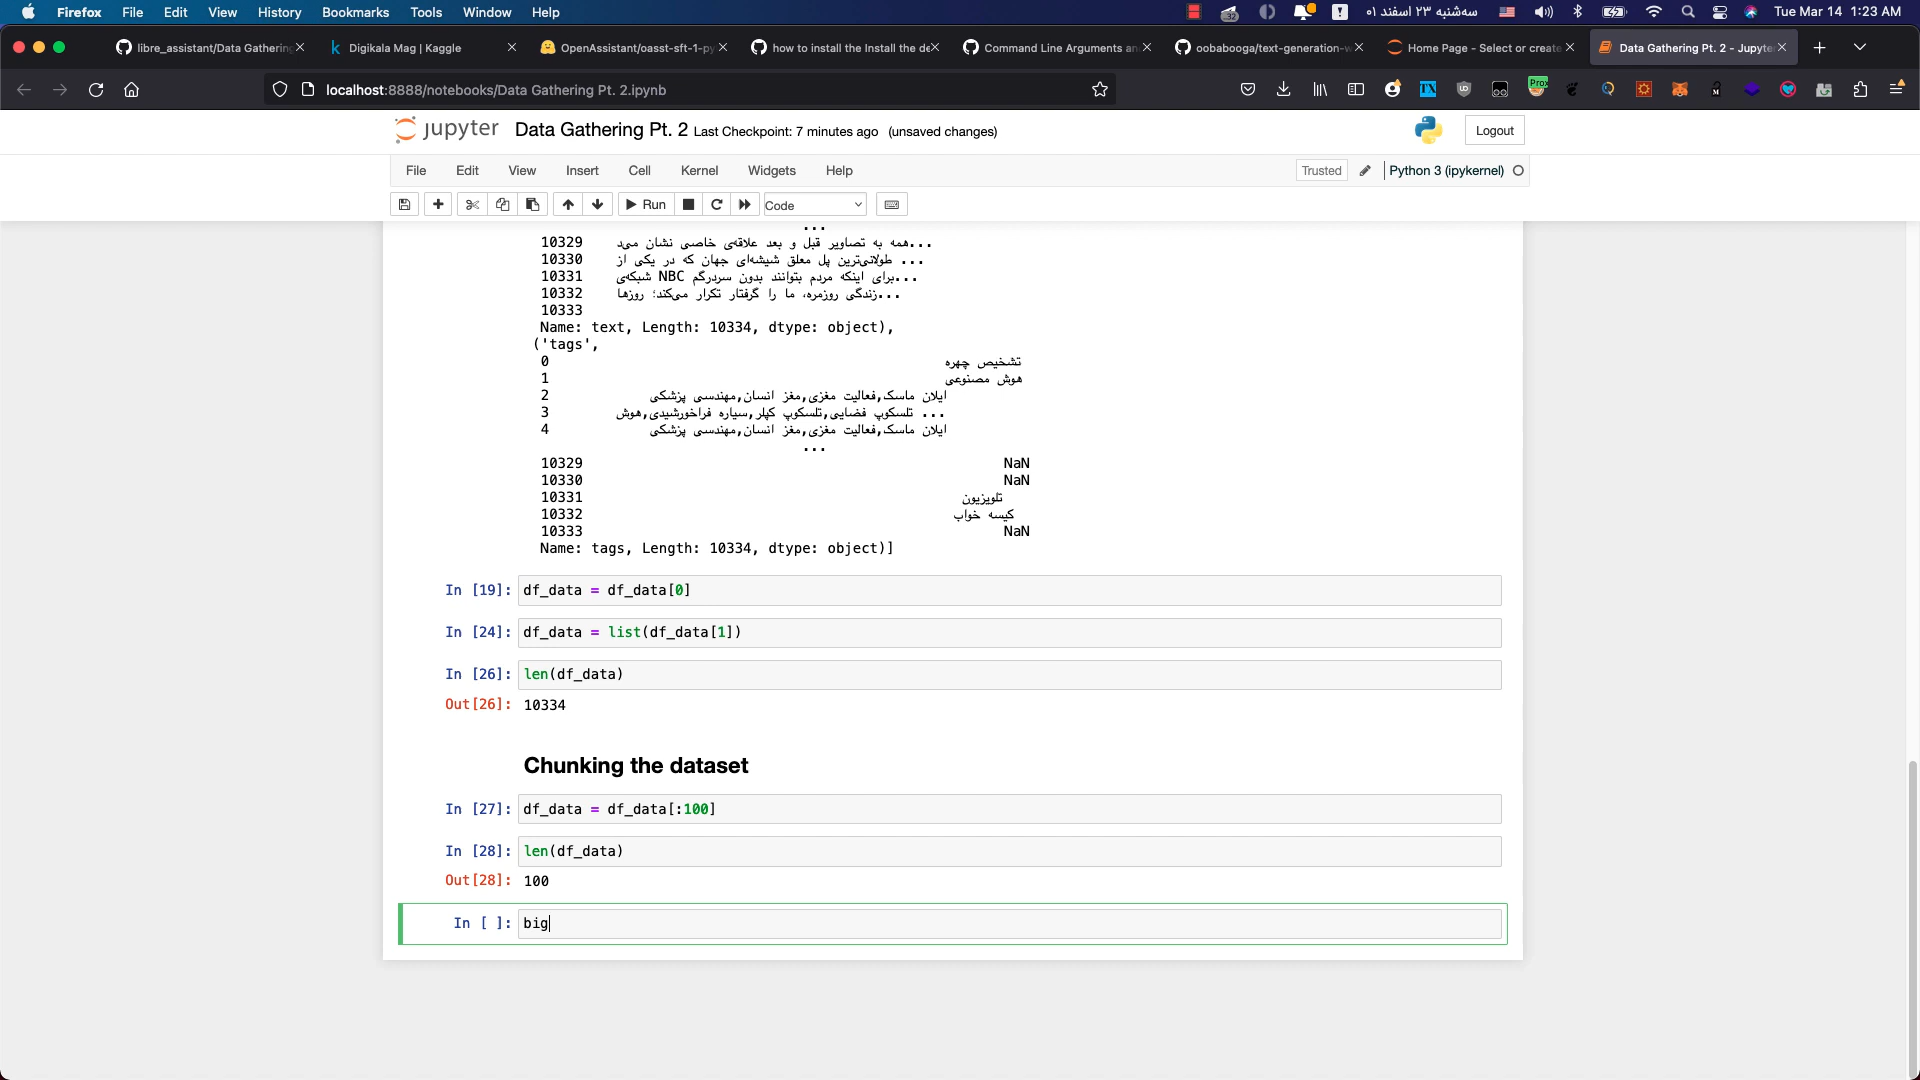 Firefox File Edit View History Bookmarks Tools Window Help سه‌شنبه ۲۳ اسفند ۰۱ Tue Mar 14 1:23 AM
libre_assistant/Data Gathering Digikala Mag | Kaggle OpenAssistant/oasst-sft-1-py how to install the Install the de Command Line Arguments an oobabooga/text-generation-w Home Page - Select or create Data Gathering Pt. 2 - Jupyte
localhost:8888/notebooks/Data Gathering Pt. 2.ipynb
jupyter Data Gathering Pt. 2 Last Checkpoint: 7 minutes ago (unsaved changes) Logout
File Edit View Insert Cell Kernel Widgets Help Trusted Python 3 (ipykernel)
Run Code
...
10329 همه به تصاویر قبل و بعد علاقه‌ی خاصی نشان می‌د...
10330 طولانی‌ترین پل معلق شیشه‌ای جهان که در یکی از ...
10331 برای اینکه مردم بتوانند بدون سردرگم NBC شبکه‌ی...
10332 زندگی روزمره، ما را گرفتار تکرار می‌کند؛ روزها...
10333
Name: text, Length: 10334, dtype: object),
('tags',
0 تشخیص چهره
1 هوش مصنوعی
2 ایلان ماسک,فعالیت مغزی,مغز انسان,مهندسی پزشکی
3 تلسکوپ فضایی,تلسکوپ کپلر,سیاره فراخورشیدی,هوش ...
4 ایلان ماسک,فعالیت مغزی,مغز انسان,مهندسی پزشکی
...
10329 NaN
10330 NaN
10331 تلویزیون
10332 کیسه خواب
10333 NaN
Name: tags, Length: 10334, dtype: object)]
In [19]: df_data = df_data[0]
In [24]: df_data = list(df_data[1])
In [26]: len(df_data)
Out[26]: 10334
Chunking the dataset
In [27]: df_data = df_data[:100]
In [28]: len(df_data)
Out[28]: 100
In [ ]: big